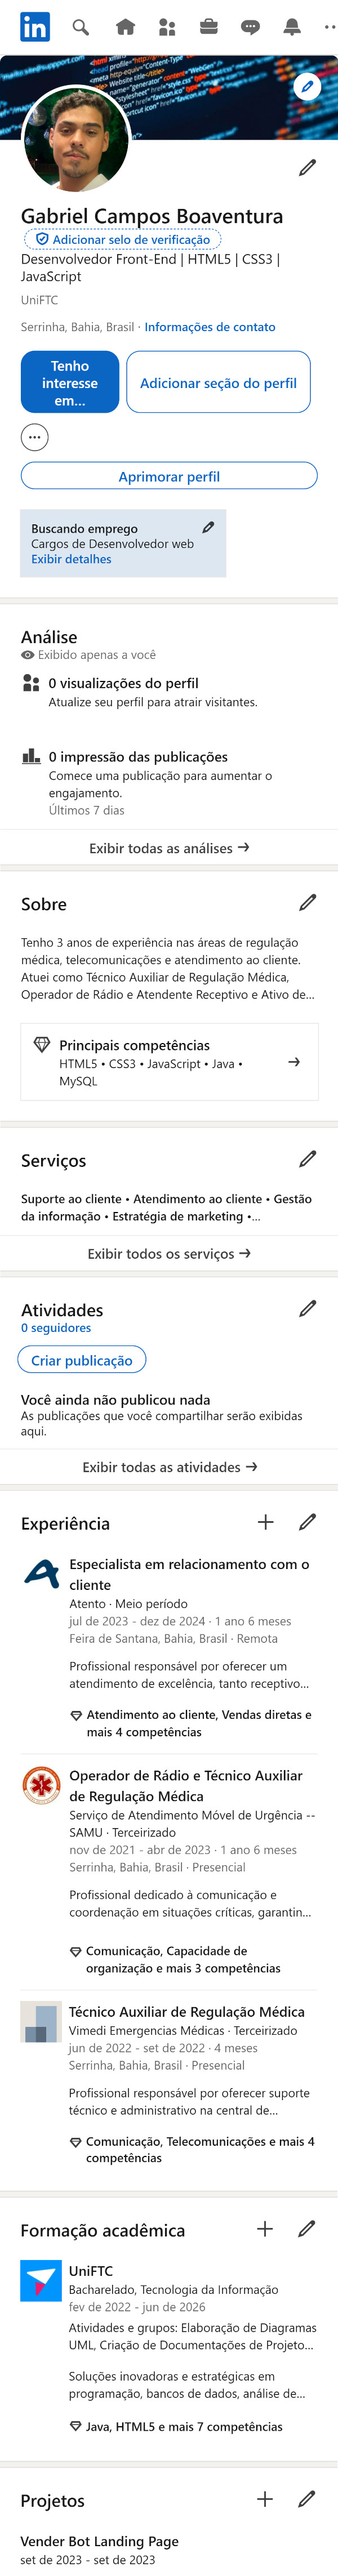 in
Gabriel Campos Boaventura
Adicionar selo de verificação
Desenvolvedor Front-End | HTML5 | CSS3 |
JavaScript
UniFTC
Serrinha, Bahia, Brasil · Informações de contato
Tenho
interesse
em...
Adicionar seção do perfil
Aprimorar perfil
Buscando emprego
Cargos de Desenvolvedor web
Exibir detalhes
Análise
Exibido apenas a você
0 visualizações do perfil
Atualize seu perfil para atrair visitantes.
0 impressão das publicações
Comece uma publicação para aumentar o
engajamento.
Últimos 7 dias
Exibir todas as análises →
Sobre
Tenho 3 anos de experiência nas áreas de regulação
médica, telecomunicações e atendimento ao cliente.
Atuei como Técnico Auxiliar de Regulação Médica,
Operador de Rádio e Atendente Receptivo e Ativo de...
Principais competências
HTML5 • CSS3 • JavaScript • Java •
MySQL
Serviços
Suporte ao cliente • Atendimento ao cliente • Gestão
da informação • Estratégia de marketing •...
Exibir todos os serviços →
Atividades
0 seguidores
Criar publicação
Você ainda não publicou nada
As publicações que você compartilhar serão exibidas
aqui.
Exibir todas as atividades →
Experiência
Especialista em relacionamento com o
cliente
Atento · Meio período
jul de 2023 - dez de 2024 · 1 ano 6 meses
Feira de Santana, Bahia, Brasil · Remota
Profissional responsável por oferecer um
atendimento de excelência, tanto receptivo...
Atendimento ao cliente, Vendas diretas e
mais 4 competências
Operador de Rádio e Técnico Auxiliar
de Regulação Médica
Serviço de Atendimento Móvel de Urgência --
SAMU · Terceirizado
nov de 2021 - abr de 2023 · 1 ano 6 meses
Serrinha, Bahia, Brasil · Presencial
Profissional dedicado à comunicação e
coordenação em situações críticas, garantin...
Comunicação, Capacidade de
organização e mais 3 competências
Técnico Auxiliar de Regulação Médica
Vimedi Emergencias Médicas · Terceirizado
jun de 2022 - set de 2022 · 4 meses
Serrinha, Bahia, Brasil · Presencial
Profissional responsável por oferecer suporte
técnico e administrativo na central de...
Comunicação, Telecomunicações e mais 4
competências
Formação acadêmica
UniFTC
Bacharelado, Tecnologia da Informação
fev de 2022 - jun de 2026
Atividades e grupos: Elaboração de Diagramas
UML, Criação de Documentações de Projeto...
Soluções inovadoras e estratégicas em
programação, bancos de dados, análise de...
Java, HTML5 e mais 7 competências
Projetos
Vender Bot Landing Page
set de 2023 - set de 2023